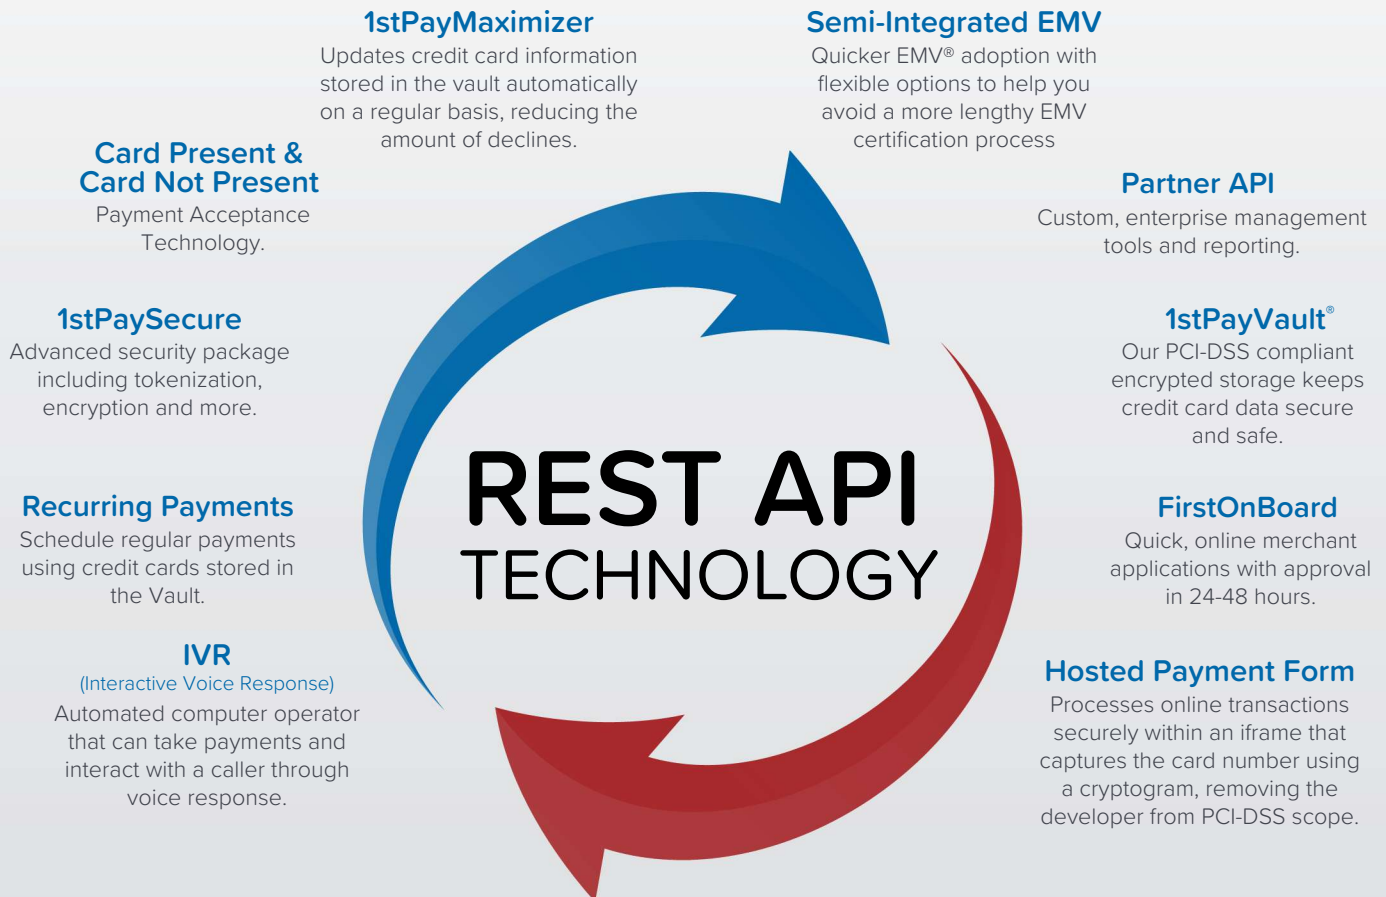 1stPayMaximizer
Updates credit card information
stored in the vault automatically
on a regular basis, reducing the
amount of declines.
Semi-Integrated EMV
Quicker EMV® adoption with
flexible options to help you
avoid a more lengthy EMV
certification process
Card Present &
Card Not Present
Payment Acceptance
Technology.
Partner API
Custom, enterprise management
tools and reporting.
1stPaySecure
Advanced security package
including tokenization,
encryption and more.
1stPayVault®
Our PCI-DSS compliant
encrypted storage keeps
credit card data secure
and safe.
REST API
TECHNOLOGY
Recurring Payments
Schedule regular payments
using credit cards stored in
the Vault.
FirstOnBoard
Quick, online merchant
applications with approval
in 24-48 hours.
IVR
(Interactive Voice Response)
Automated computer operator
that can take payments and
interact with a caller through
voice response.
Hosted Payment Form
Processes online transactions
securely within an iframe that
captures the card number using
a cryptogram, removing the
developer from PCI-DSS scope.